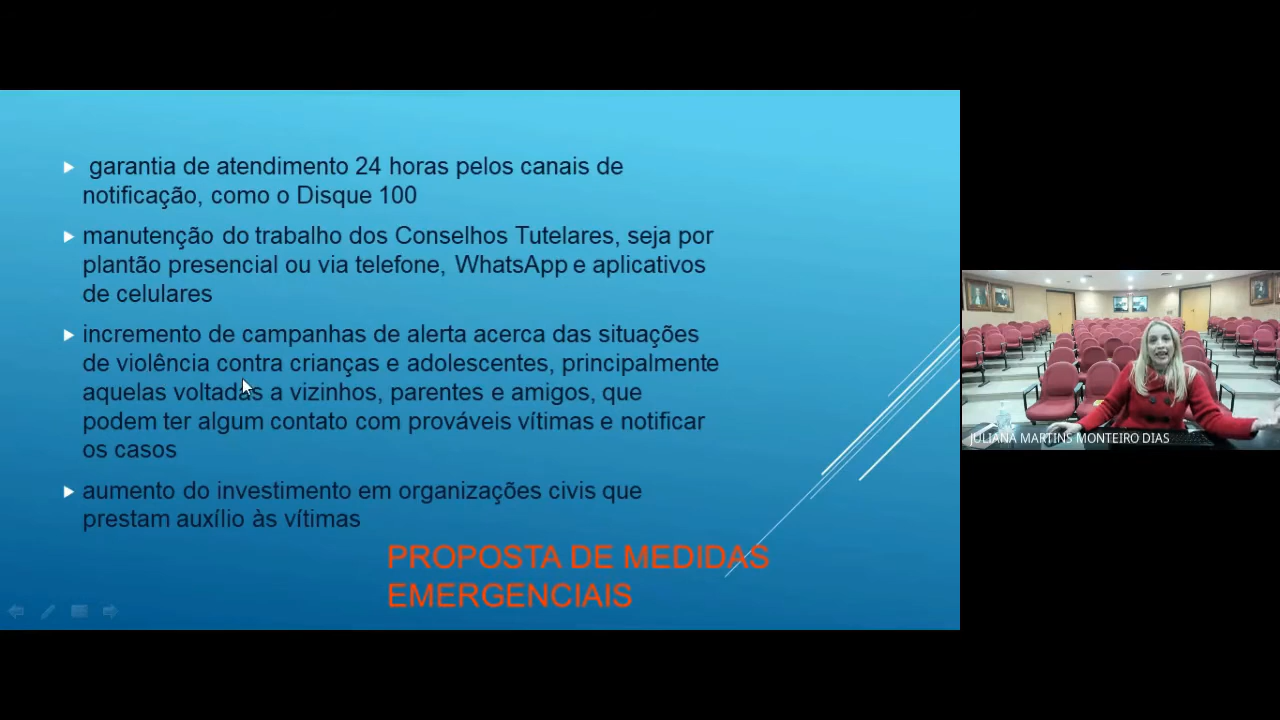 garantia de atendimento 24 horas pelos canais de
notificação, como o Disque 100
manutenção do trabalho dos Conselhos Tutelares, seja por
plantão presencial ou via telefone, WhatsApp e aplicativos
de celulares
incremento de campanhas de alerta acerca das situações
de violência contra crianças e adolescentes, principalmente
aquelas voltadas a vizinhos, parentes e amigos, que
podem ter algum contato com prováveis vítimas e notificar
os casos
aumento do investimento em organizações civis que
prestam auxílio às vítimas
PROPOSTA DE MEDIDAS
EMERGENCIAIS
JULIANA MARTINS MONTEIRO DIAS